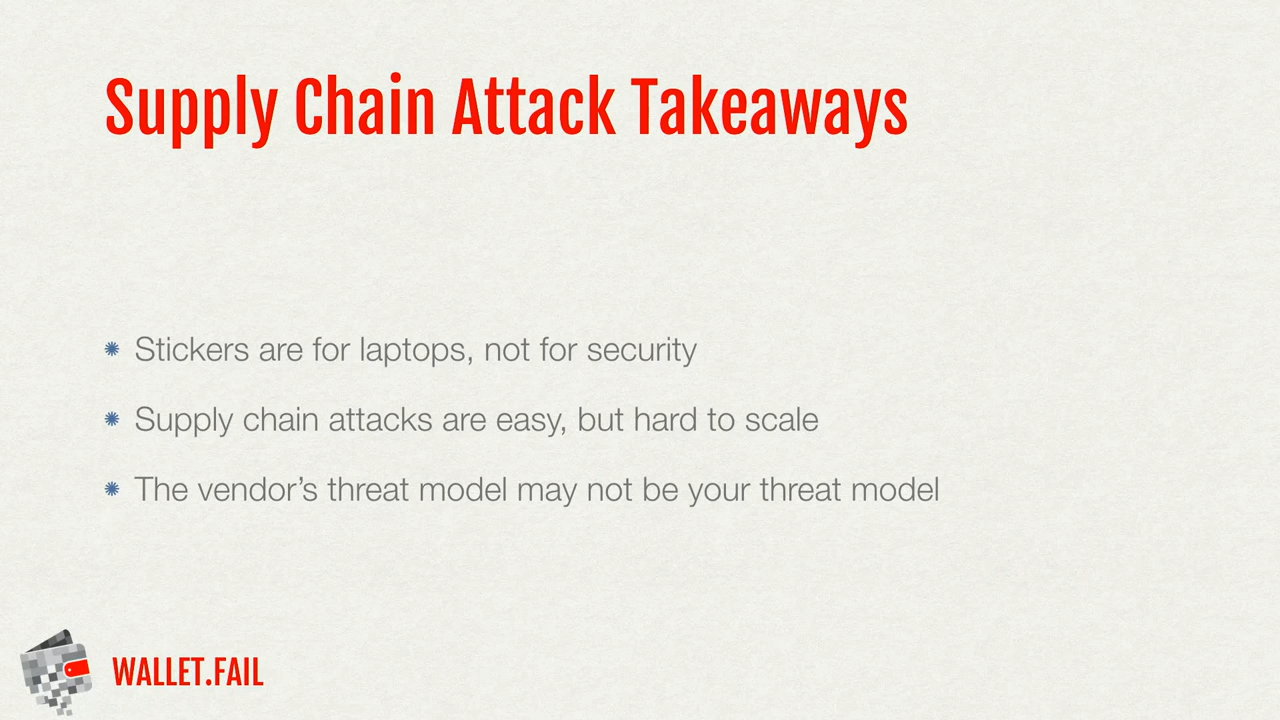 Supply Chain Attack Takeaways
Stickers are for laptops, not for security
Supply chain attacks are easy, but hard to scale
The vendor’s threat model may not be your threat model
WALLET.FAIL